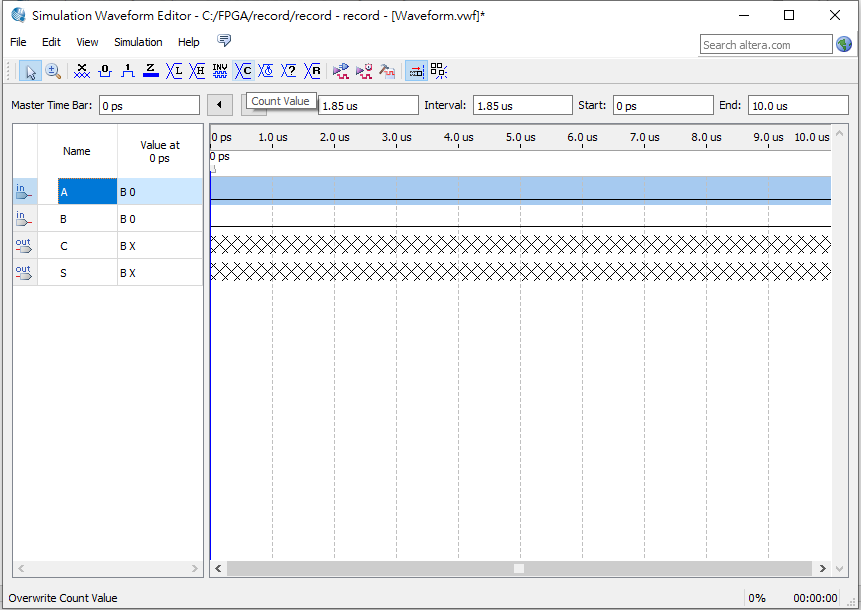 Simulation Waveform Editor - C:/FPGA/record/record - record - [Waveform.vwf]*
File Edit View Simulation Help
Search altera.com
X 0 1 Z L H INV C ? R
Master Time Bar: 0 ps Count Value 1.85 us Interval: 1.85 us Start: 0 ps End: 10.0 us
Name Value at
0 ps
0 ps 1.0 us 2.0 us 3.0 us 4.0 us 5.0 us 6.0 us 7.0 us 8.0 us 9.0 us 10.0 us
0 ps
in A B 0
in B B 0
out C B X
out S B X
Overwrite Count Value 0% 00:00:00